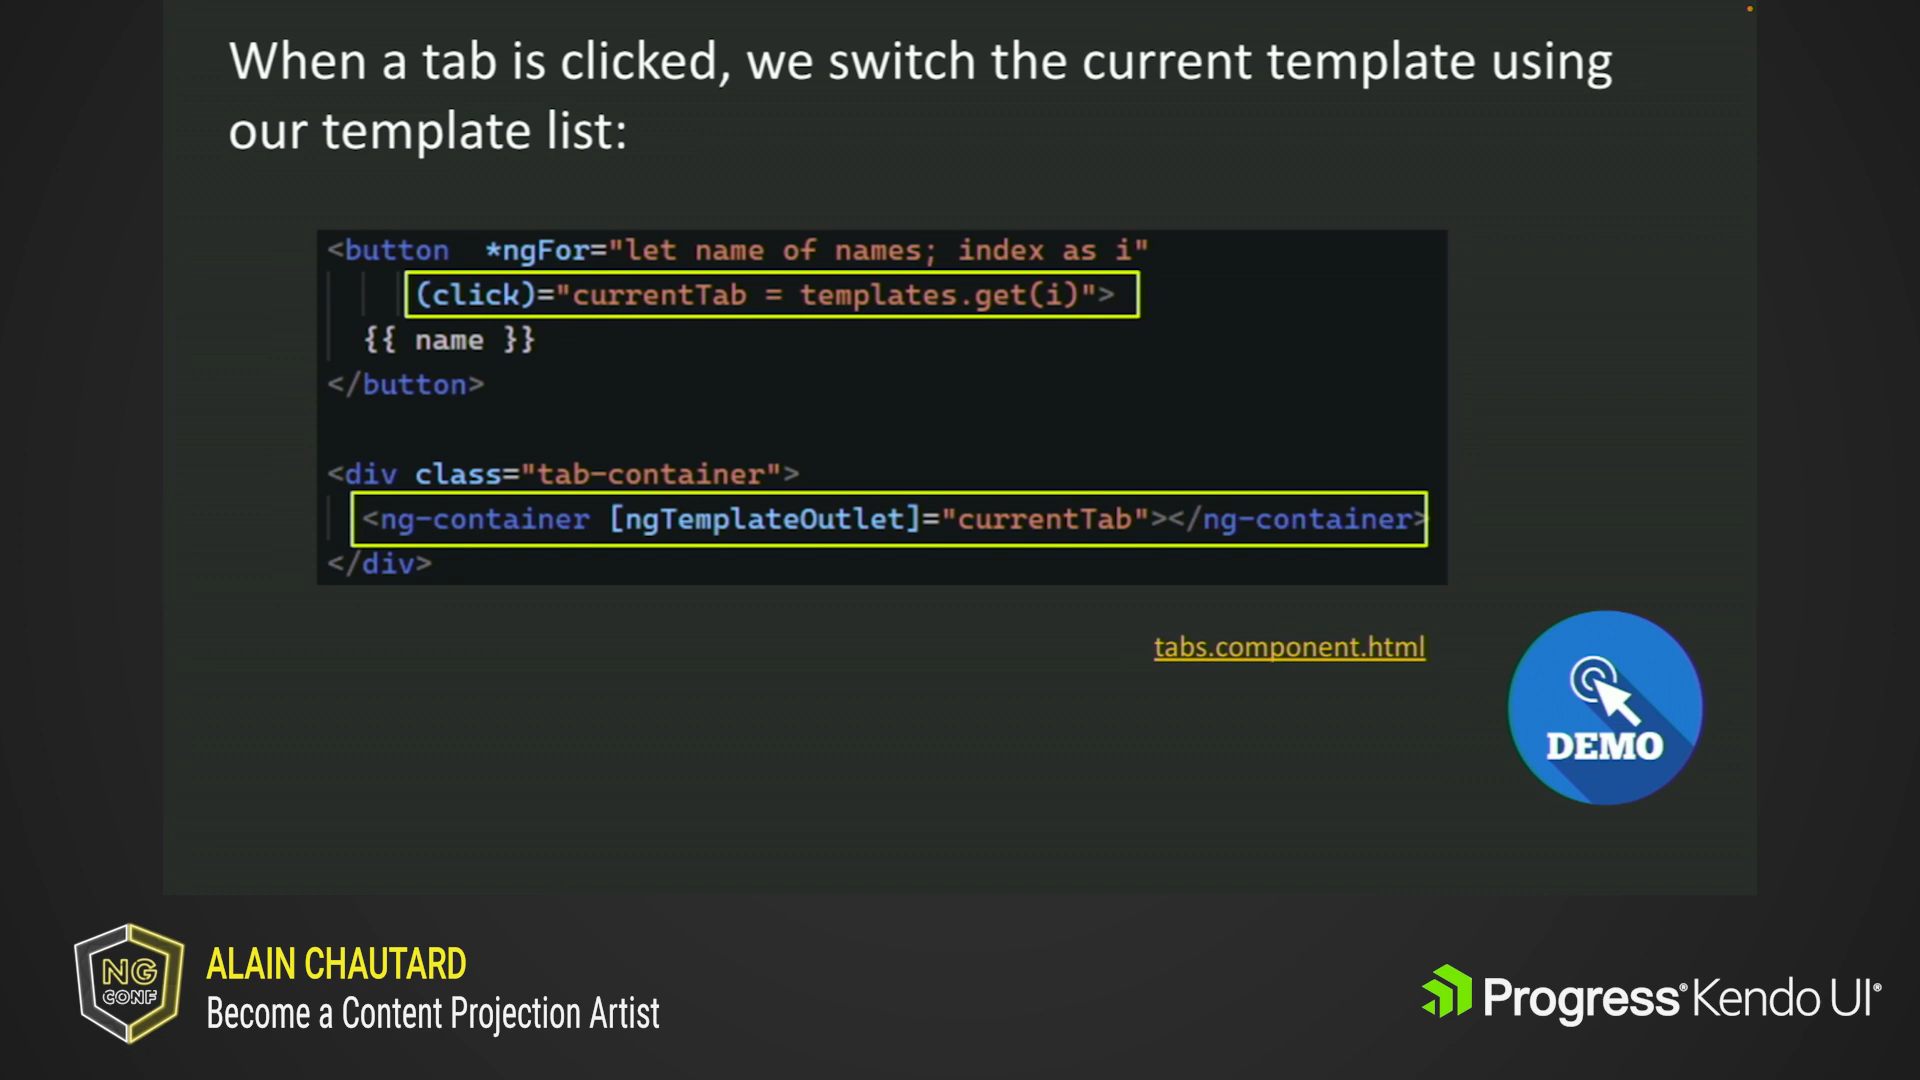 When a tab is clicked, we switch the current template using
our template list:
<button  *ngFor="let name of names; index as i"
(click)="currentTab = templates.get(i)">
{{ name }}
</button>
<div class="tab-container">
<ng-container [ngTemplateOutlet]="currentTab"></ng-container>
</div>
tabs.component.html
DEMO
NG
CONF
ALAIN CHAUTARD
Become a Content Projection Artist
Progress® Kendo UI®